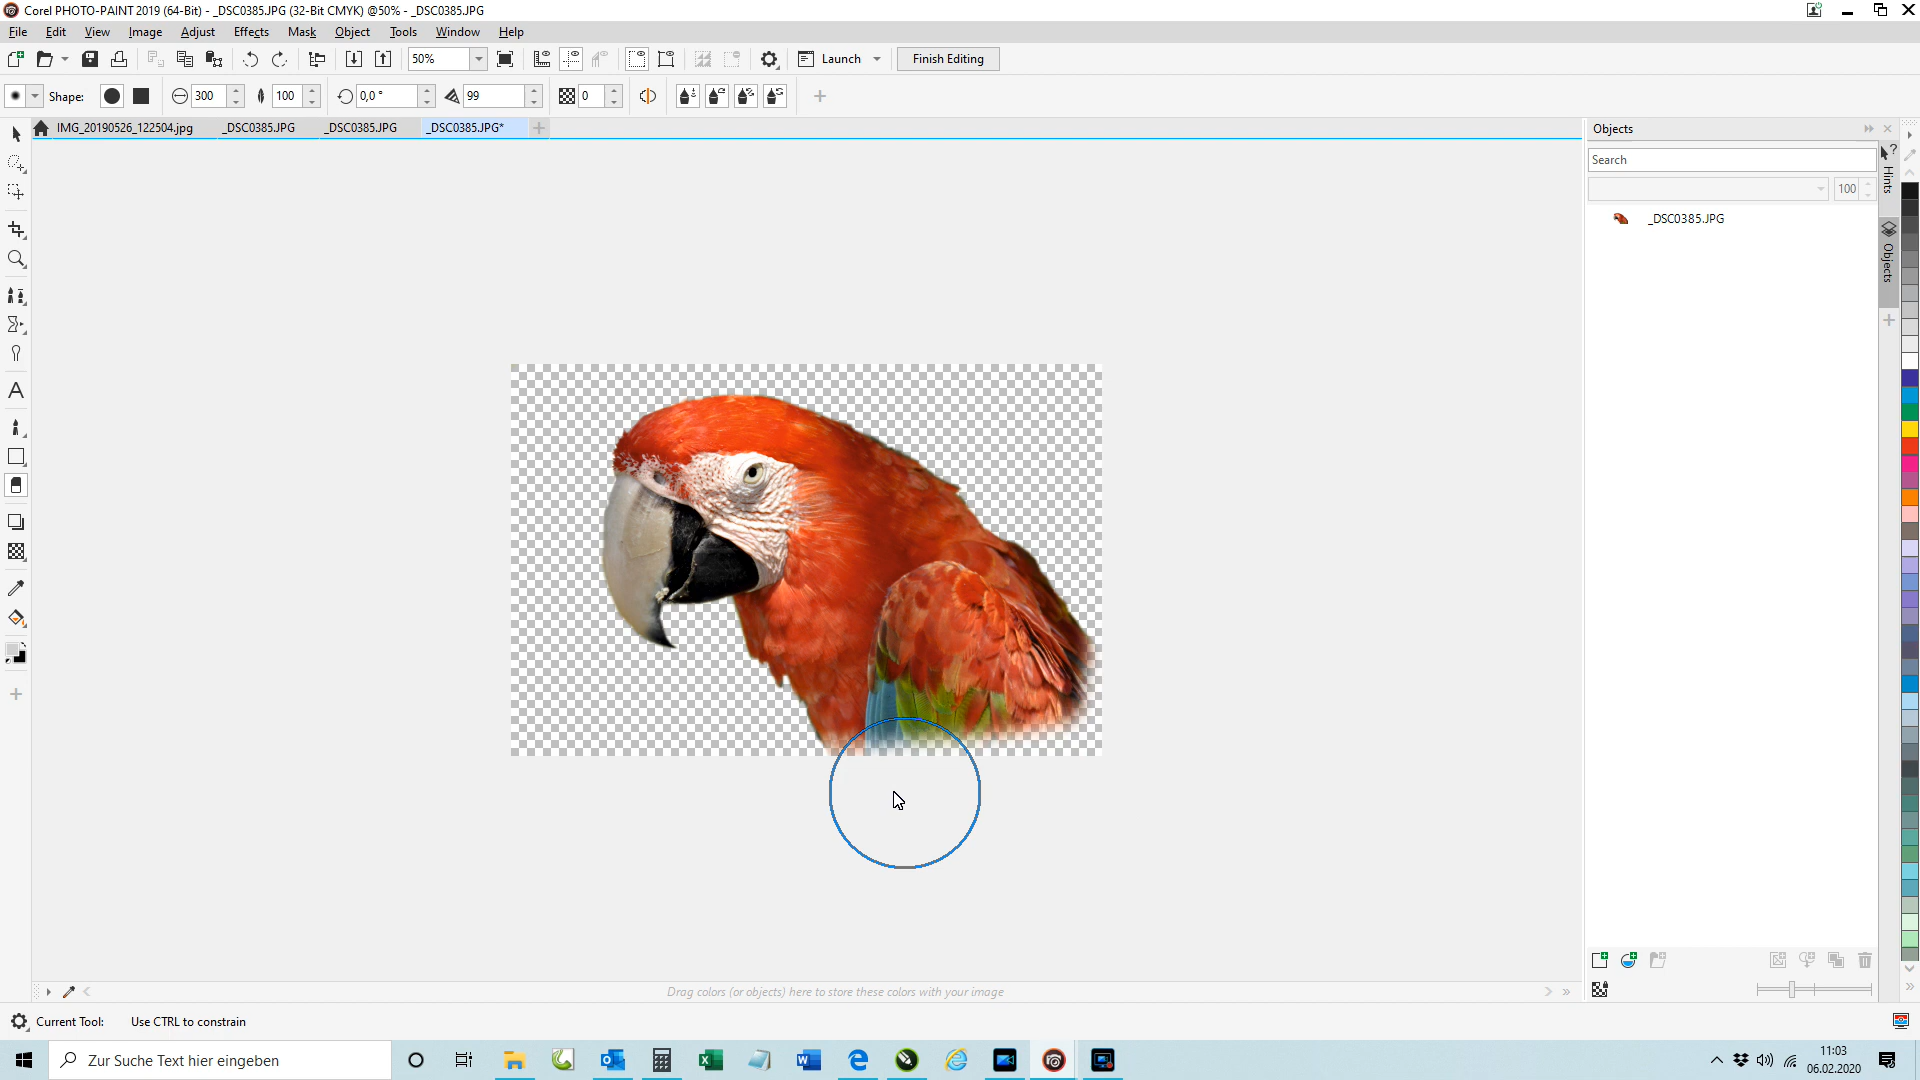 Corel PHOTO-PAINT 2019 (64-Bit) - _DSC0385.JPG (32-Bit CMYK) @50% - _DSC0385.JPG
File Edit View Image Adjust Effects Mask Object Tools Window Help
50% Launch Finish Editing
Shape: 300 100 0,0 ° 99 0
IMG_20190526_122504.jpg _DSC0385.JPG _DSC0385.JPG _DSC0385.JPG*
Objects
Search
100
_DSC0385.JPG
Hints
Objects
Drag colors (or objects) here to store these colors with your image
Current Tool: Use CTRL to constrain
Zur Suche Text hier eingeben
11:03
06.02.2020